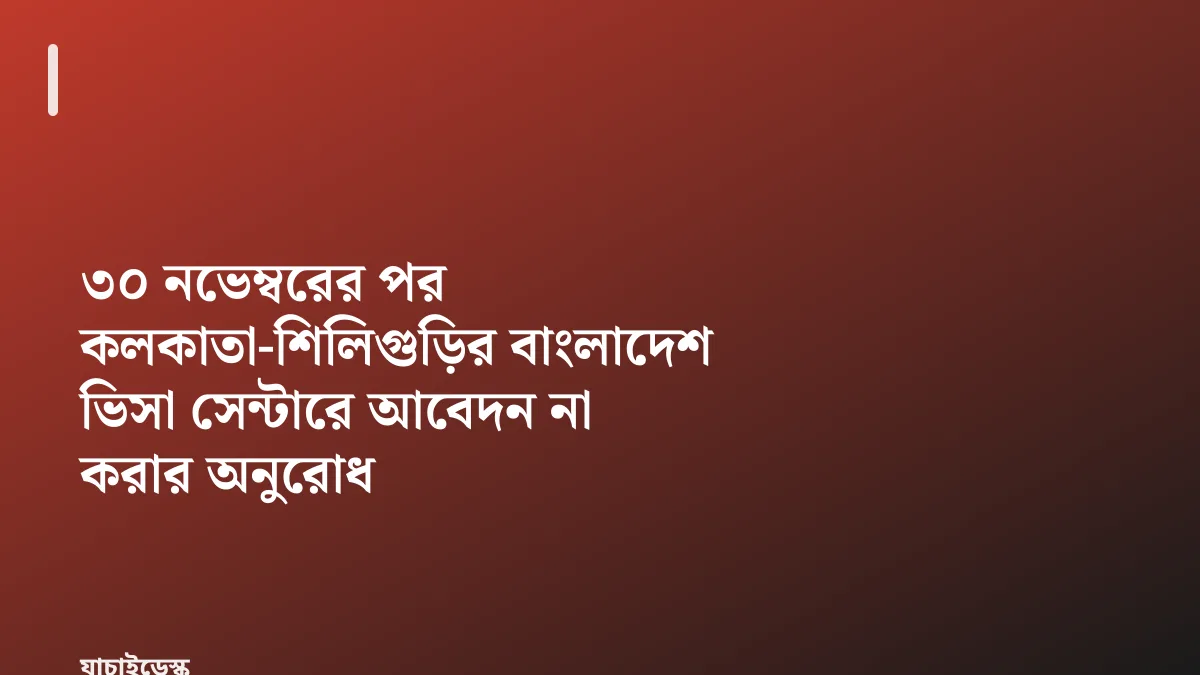 ৩০ নভেম্বরের পর
কলকাতা-শিলিগুড়ির বাংলাদেশ
ভিসা সেন্টারে আবেদন না
করার অনুরোধ
যাচাইডেস্ক